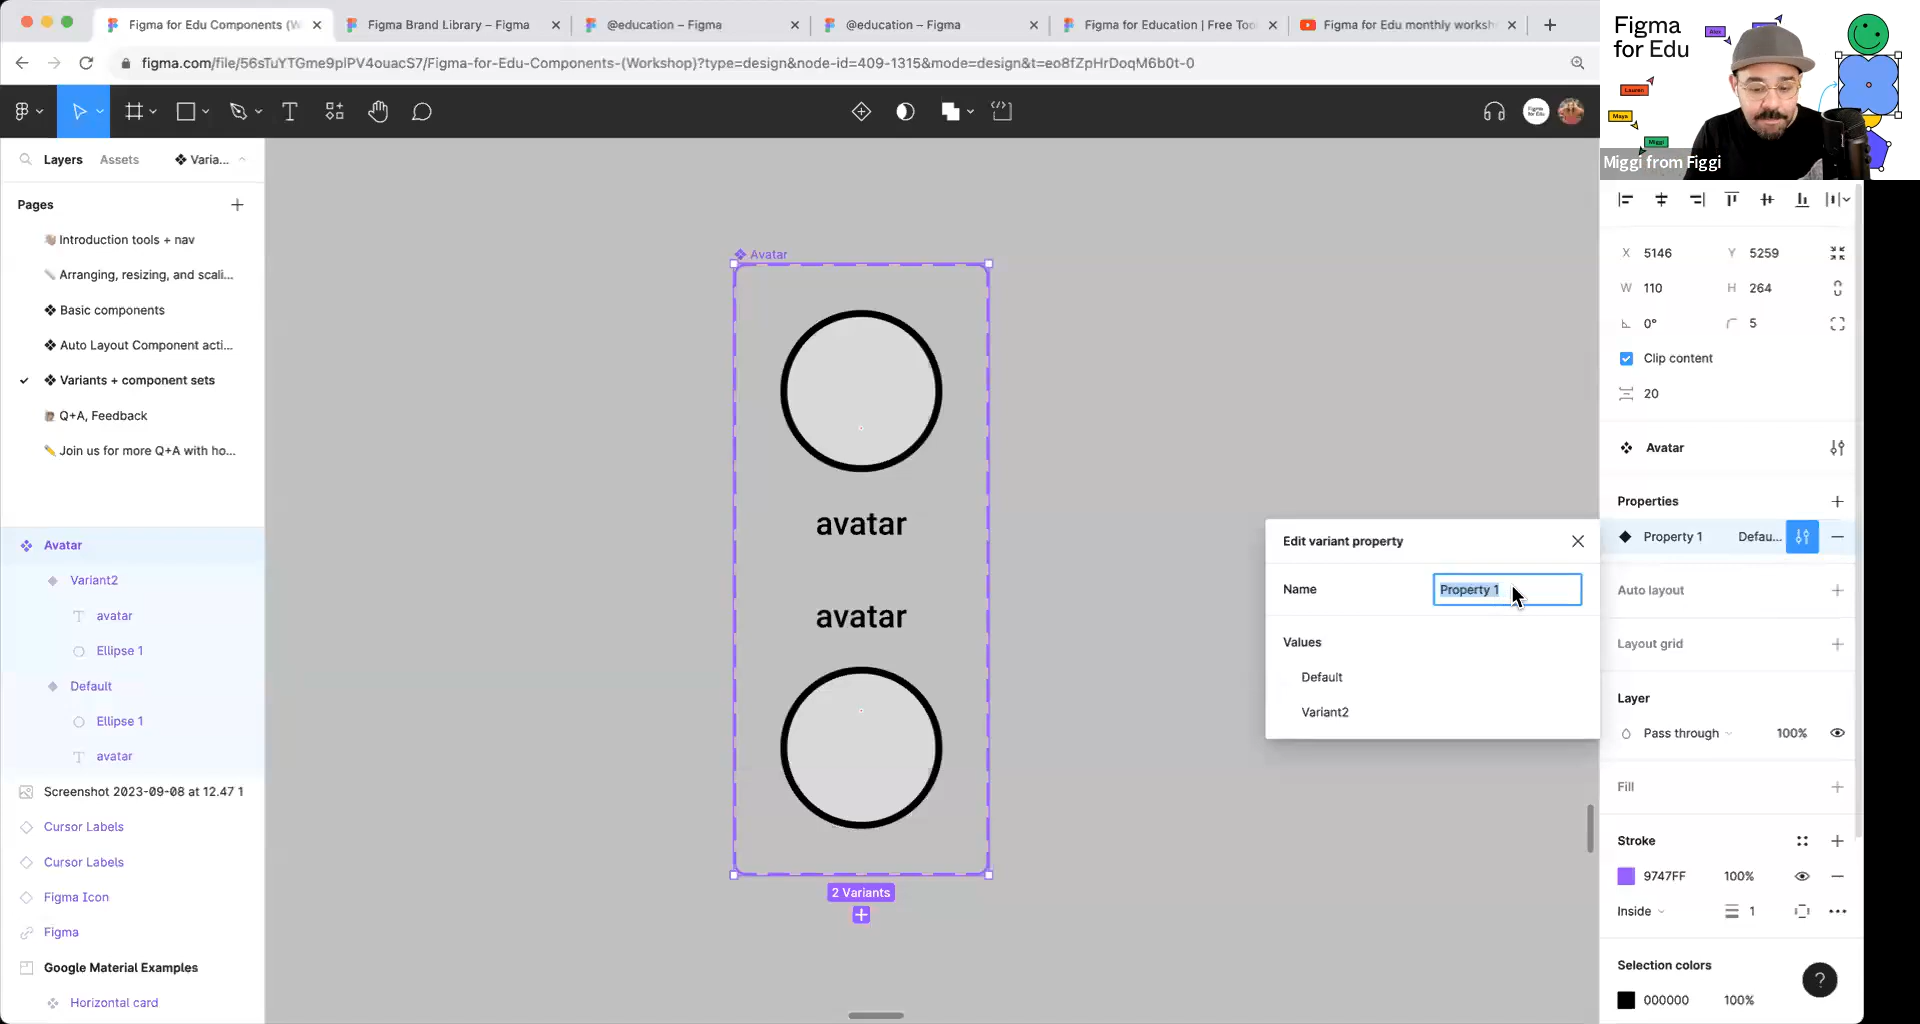 Figma for Edu Components (W
Figma Brand Library – Figma
@education – Figma
@education – Figma
Figma for Education | Free Too
Figma for Edu monthly worksh
figma.com/file/56sTuYTGme9plPV4ouacS7/Figma-for-Edu-Components-(Workshop)?type=design&node-id=409-1315&mode=design&t=eo8fZpHrDoqM6b0t-0
Figma
for Edu
Alex
Lauren
Maya
Miggi
Miggi from Figgi
Layers
Assets
Varia...
Pages
Introduction tools + nav
Arranging, resizing, and scali...
Basic components
Auto Layout Component acti...
Variants + component sets
Q+A, Feedback
Join us for more Q+A with ho...
Avatar
Variant2
avatar
Ellipse 1
Default
Ellipse 1
avatar
Screenshot 2023-09-08 at 12.47 1
Cursor Labels
Cursor Labels
Figma Icon
Figma
Google Material Examples
Horizontal card
Avatar
avatar
avatar
2 Variants
Edit variant property
Name
Property 1
Values
Default
Variant2
X 5146
Y 5259
W 110
H 264
0°
5
Clip content
20
Avatar
Properties
Property 1 Defau...
Auto layout
Layout grid
Layer
Pass through 100%
Fill
Stroke
9747FF 100%
Inside 1
Selection colors
000000 100%
?